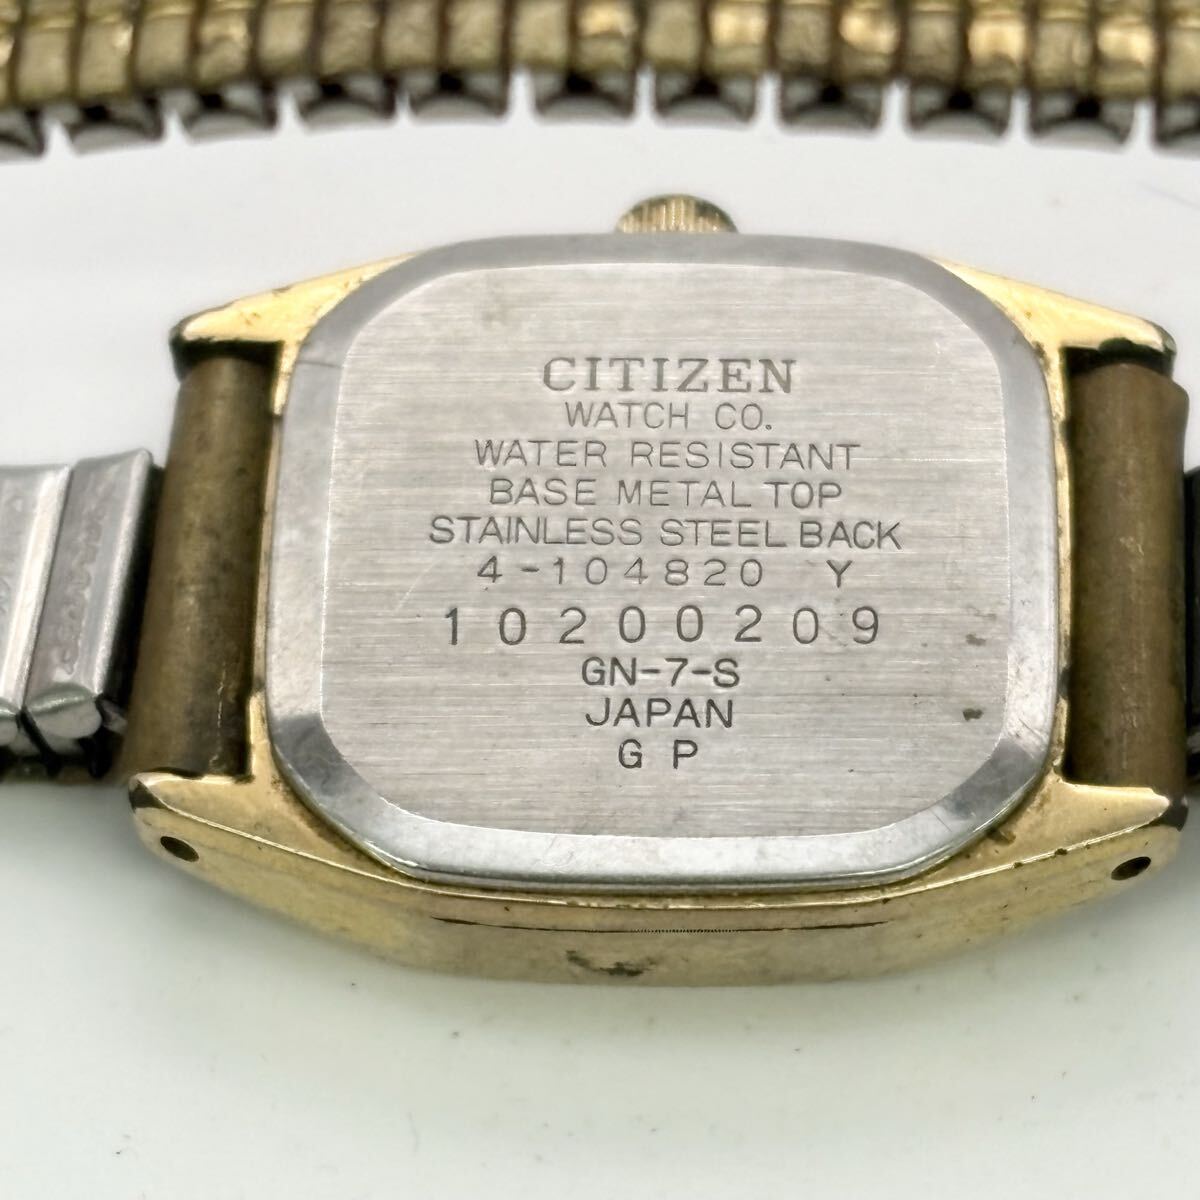 CITIZEN
WATCH CO.
WATER RESISTANT
BASE METAL TOP
STAINLESS STEEL BACK
4-104820 Y
10200209
GN-7-S
JAPAN
G P